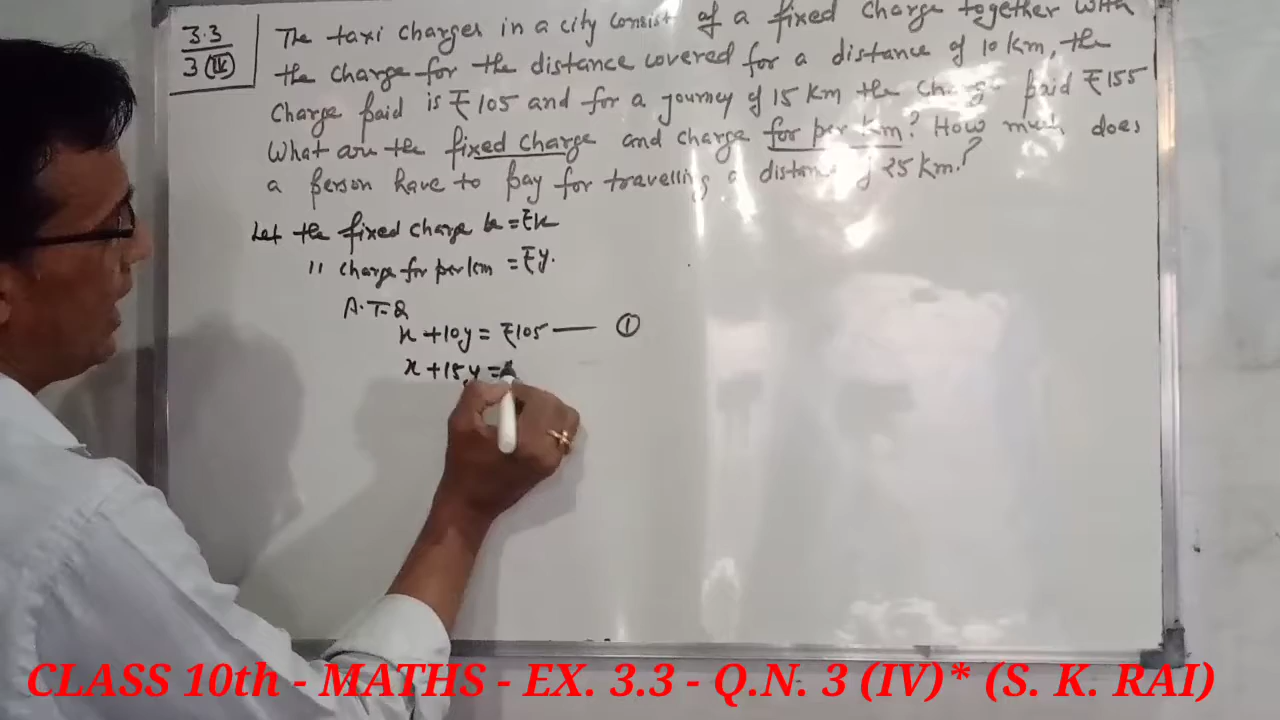 3.3
3 (IV)
The taxi charges in a city consist of a fixed charge together with
the charge for the distance covered for a distance of 10 km, the
Charge paid is ₹105 and for a journey of 15 km the charge paid ₹155
What are the fixed charge and charge for per km? How much does
a person have to pay for travelling a distance of 25 km?
Let the fixed charge = ₹x
" charge for per km = ₹y.
A.T.Q
x + 10y = ₹105 — ①
x + 15y =
CLASS 10th - MATHS - EX. 3.3 - Q.N. 3 (IV)* (S. K. RAI)